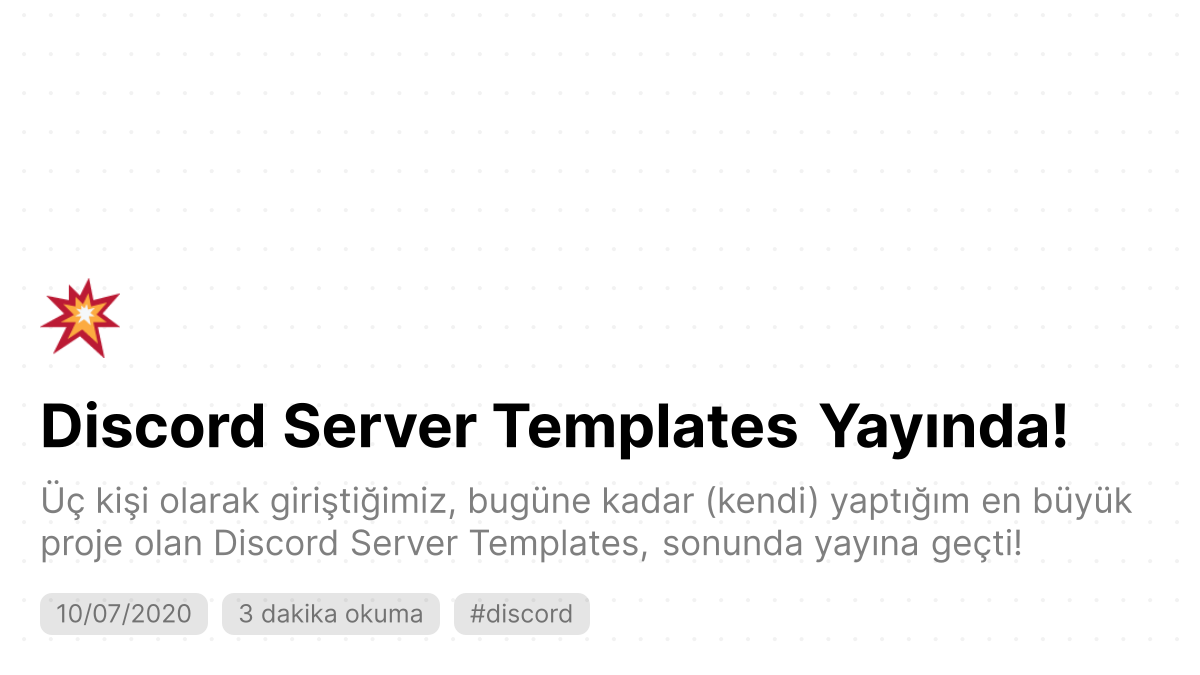 Discord Server Templates Yayında!
Üç kişi olarak giriştiğimiz, bugüne kadar (kendi) yaptığım en büyük
proje olan Discord Server Templates, sonunda yayına geçti!
10/07/2020 3 dakika okuma #discord